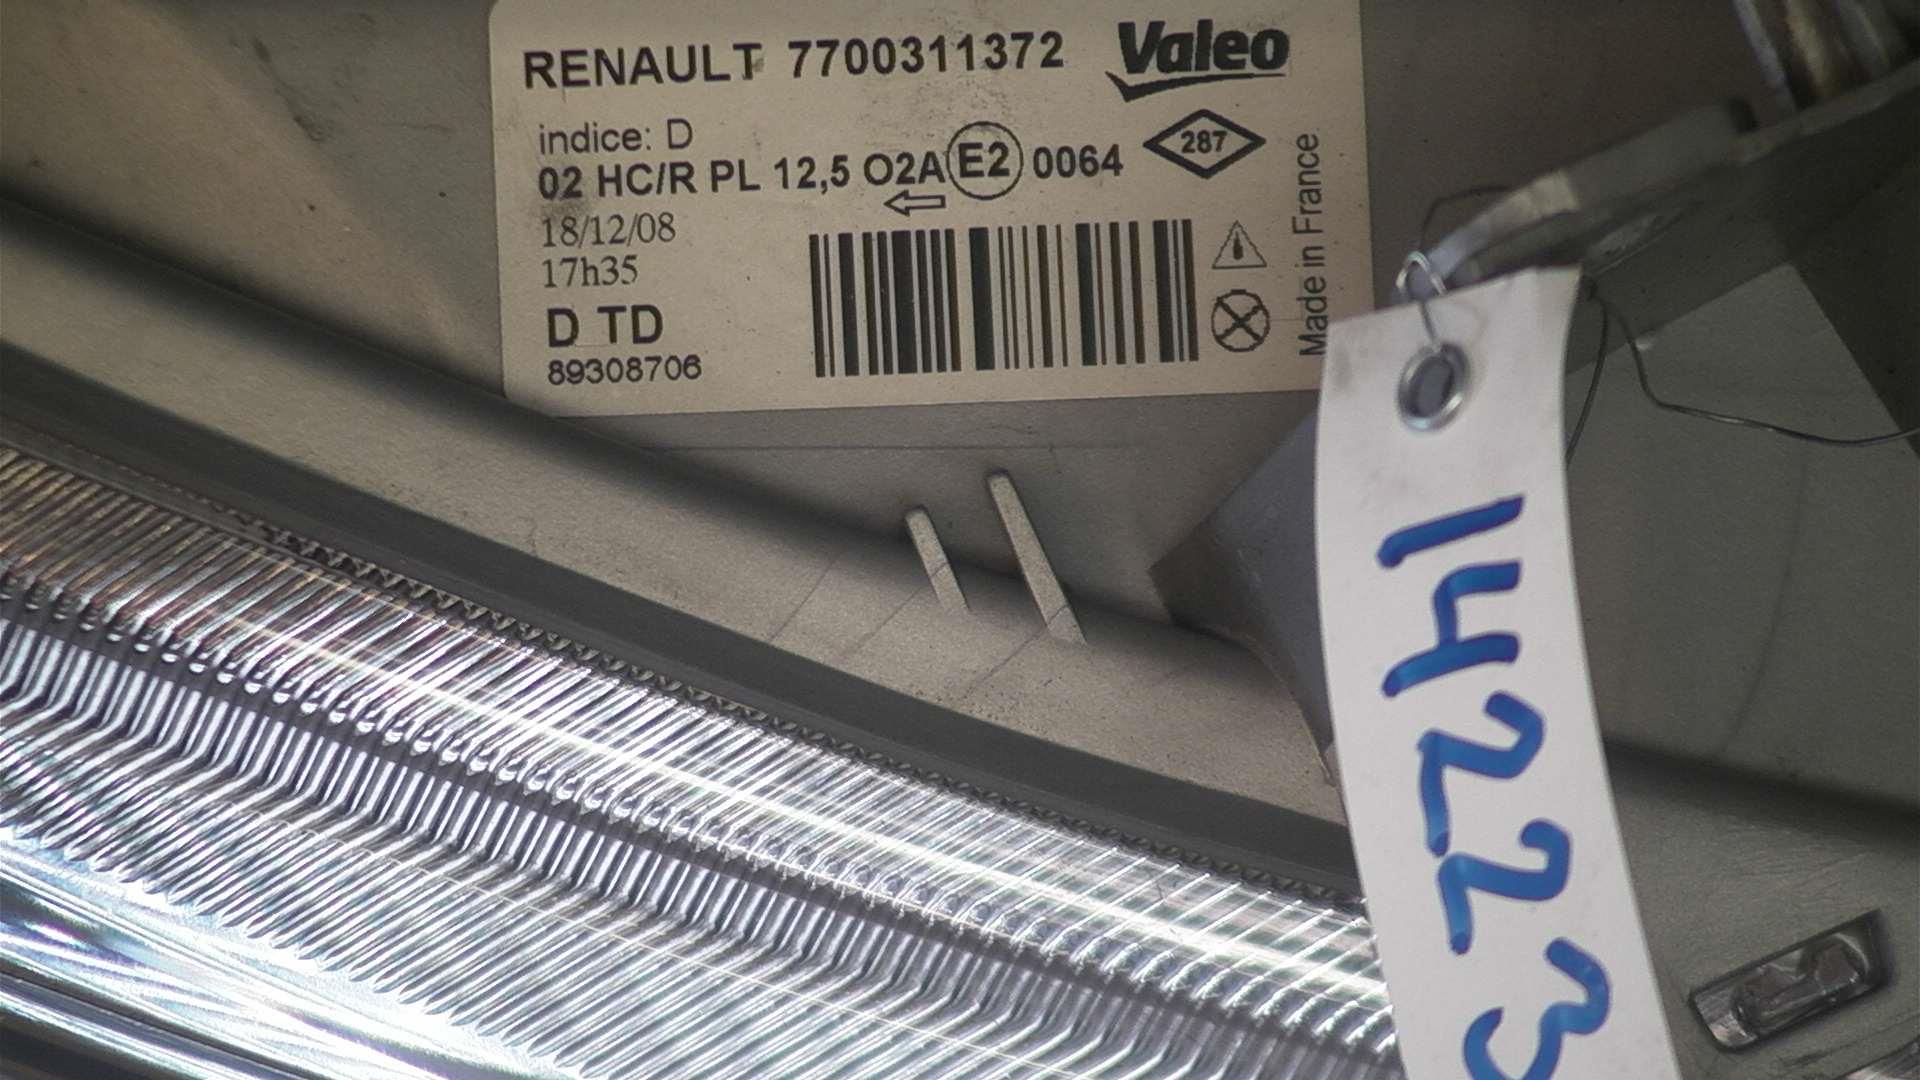 RENAULT 7700311372 Valeo
indice: D
02 HC/R PL 12,5 O2A E2 0064 287
18/12/08
17h35
D TD
89308706
Made in France
14223